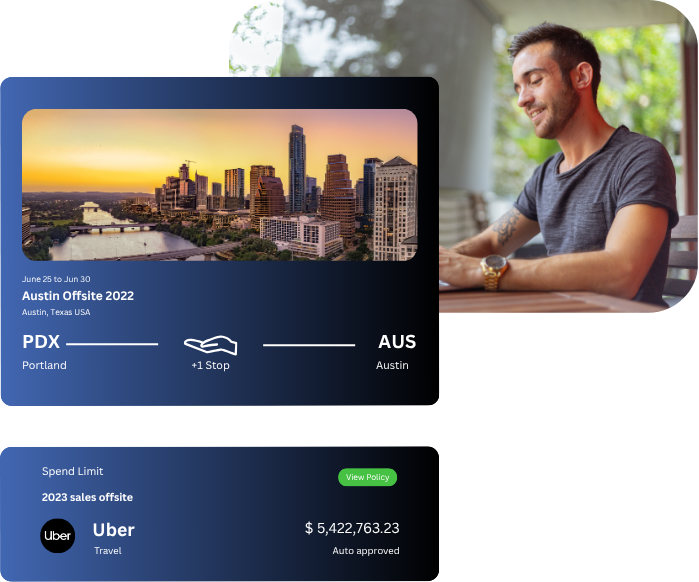 June 25 to Jun 30
Austin Offsite 2022
Austin, Texas USA
PDX AUS
Portland +1 Stop Austin
Spend Limit
View Policy
2023 sales offsite
Uber Uber $ 5,422,763.23
Travel Auto approved